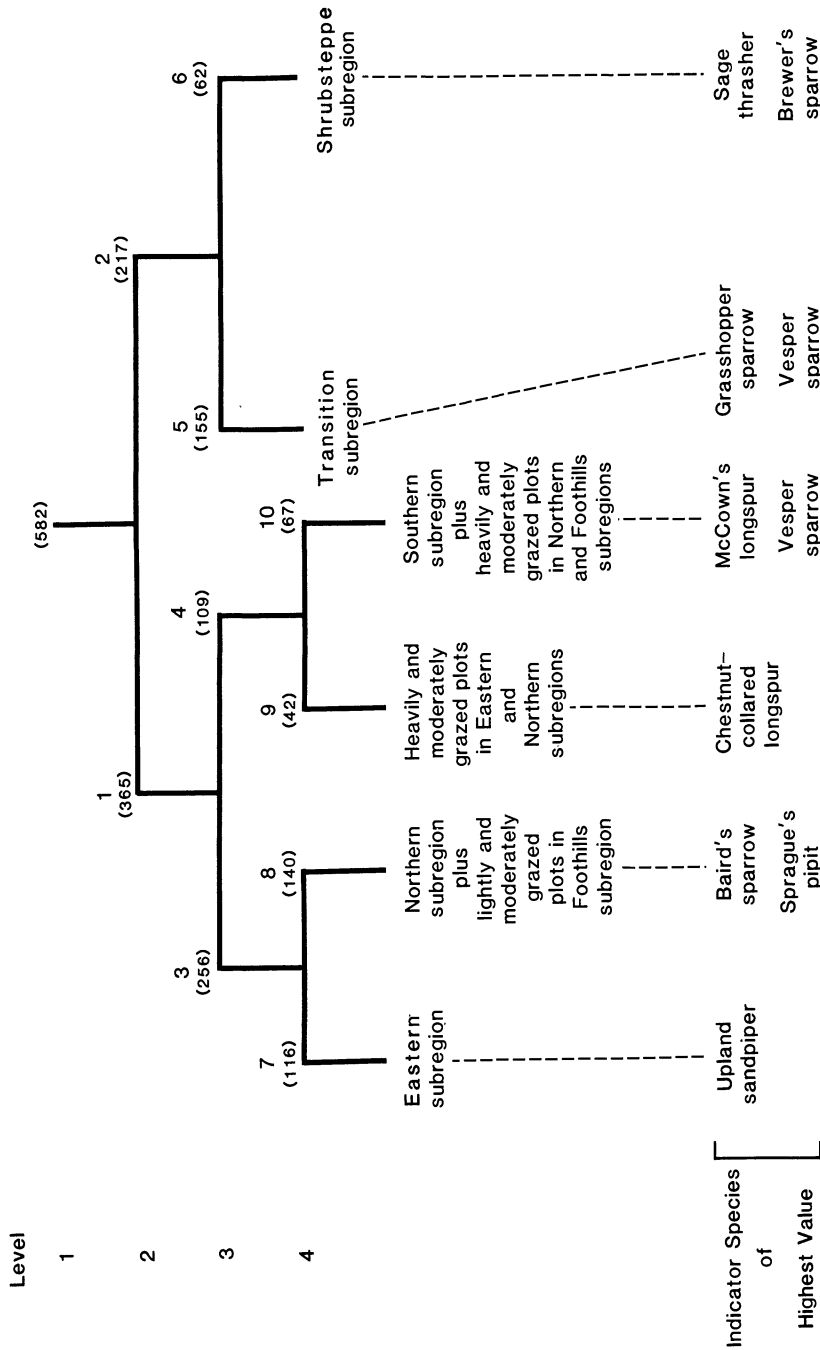 Level
1
2
3
4
(582)
1
(365)
2
(217)
3
(256)
4
(109)
5
(155)
6
(62)
7
(116)
8
(140)
9
(42)
10
(67)
Eastern
subregion
Northern
subregion
plus
lightly and
moderately
grazed
plots in
Foothills
subregion
Heavily and
moderately
grazed plots
in Eastern
and
Northern
subregions
Southern
subregion
plus
heavily and
moderately
grazed plots
in Northern
and Foothills
subregions
Transition
subregion
Shrubsteppe
subregion
Indicator Species
of
Highest Value
Upland
sandpiper
Baird's
sparrow
Sprague's
pipit
Chestnut-
collared
longspur
McCown's
longspur
Vesper
sparrow
Grasshopper
sparrow
Vesper
sparrow
Sage
thrasher
Brewer's
sparrow